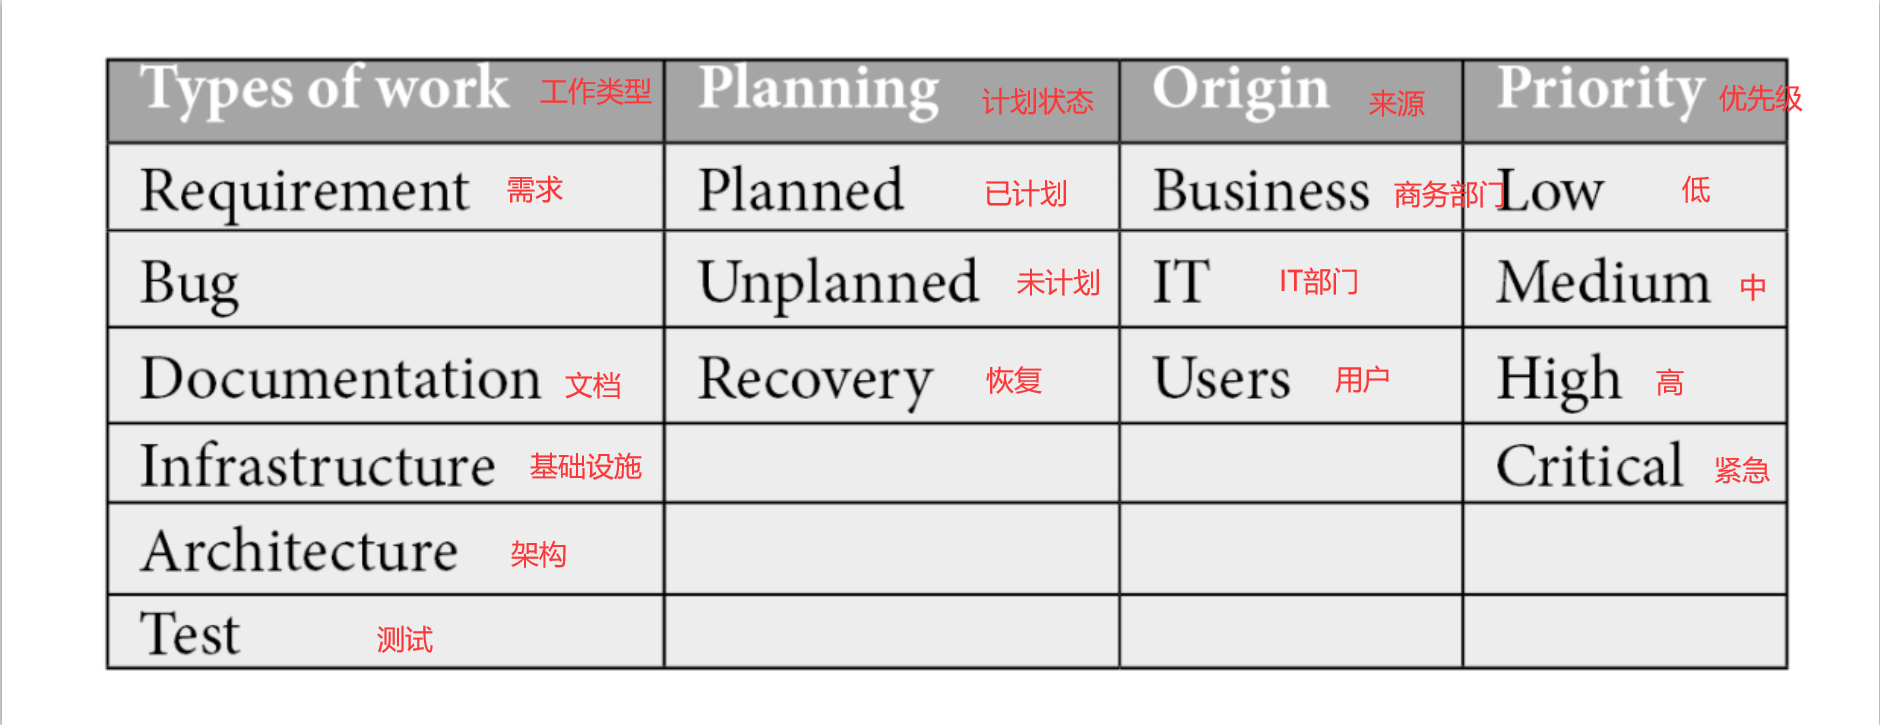 Types of work 工作类型 Planning 计划状态 Origin 来源 Priority 优先级
Requirement 需求 Planned 已计划 Business 商务部门 Low 低
Bug Unplanned 未计划 IT IT部门 Medium 中
Documentation 文档 Recovery 恢复 Users 用户 High 高
Infrastructure 基础设施 Critical 紧急
Architecture 架构
Test 测试